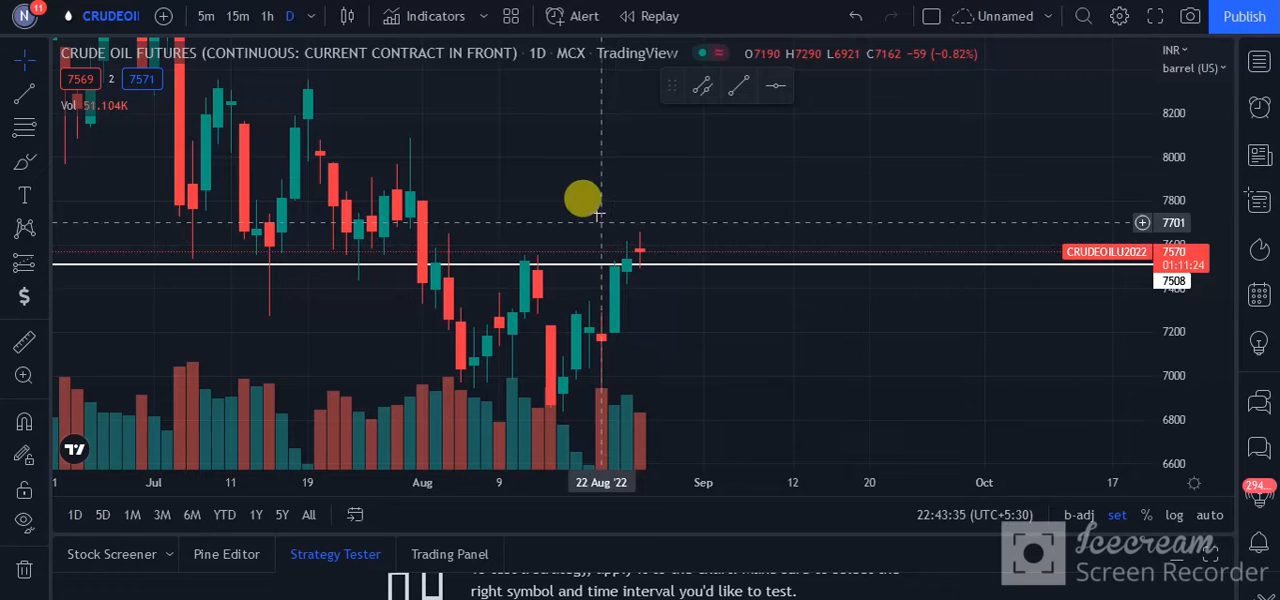 N 11 CRUDEOI 5m 15m 1h D Indicators Alert Replay Unnamed Publish
CRUDE OIL FUTURES (CONTINUOUS: CURRENT CONTRACT IN FRONT) · 1D · MCX · TradingView O7190 H7290 L6921 C7162 −59 (−0.82%) INR
barrel (US)
7569 2 7571
Vol 51.104K
8200
8000
7800
7701
CRUDEOILU2022 7570
01:11:24
7508
7200
7000
6800
6600
Jul 11 19 Aug 9 22 Aug '22 Sep 12 20 Oct 17
1D 5D 1M 3M 6M YTD 1Y 5Y All 22:43:35 (UTC+5:30) b-adj set % log auto
294...
Stock Screener Pine Editor Strategy Tester Trading Panel
Icecream
Screen Recorder
right symbol and time interval you'd like to test.